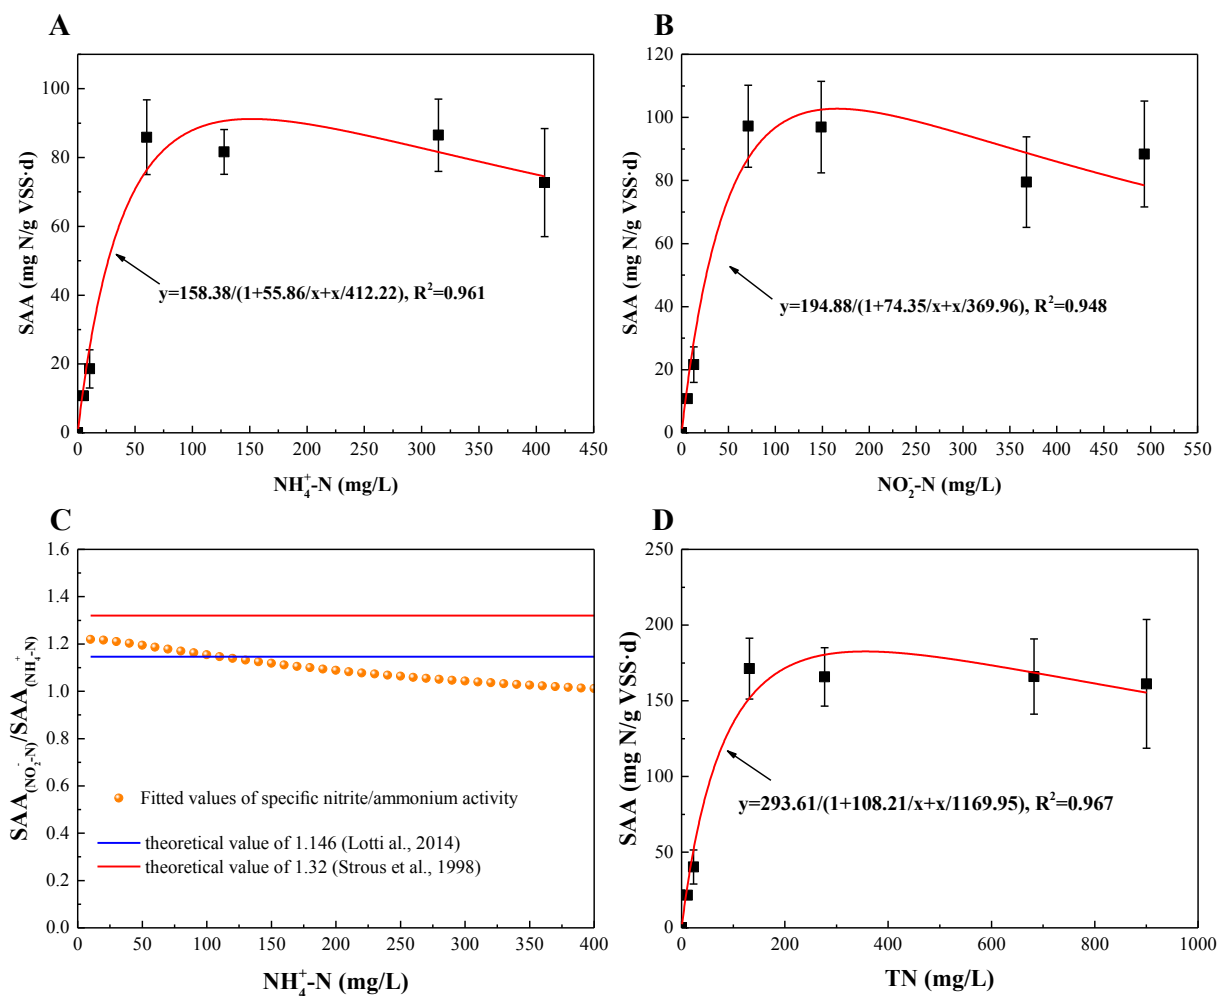 A
SAA (mg N/g VSS·d)
100
80
60
40
20
0
y=158.38/(1+55.86/x+x/412.22), R²=0.961
0 50 100 150 200 250 300 350 400 450
NH₄⁺-N (mg/L)
B
SAA (mg N/g VSS·d)
120
100
80
60
40
20
0
y=194.88/(1+74.35/x+x/369.96), R²=0.948
0 50 100 150 200 250 300 350 400 450 500 550
NO₂⁻-N (mg/L)
C
SAA(NO₂⁻-N)/SAA(NH₄⁺-N)
1.6
1.4
1.2
1.0
0.8
0.6
0.4
0.2
0.0
Fitted values of specific nitrite/ammonium activity
theoretical value of 1.146 (Lotti al., 2014)
theoretical value of 1.32 (Strous et al., 1998)
0 50 100 150 200 250 300 350 400
NH₄⁺-N (mg/L)
D
SAA (mg N/g VSS·d)
250
200
150
100
50
0
y=293.61/(1+108.21/x+x/1169.95), R²=0.967
0 200 400 600 800 1000
TN (mg/L)